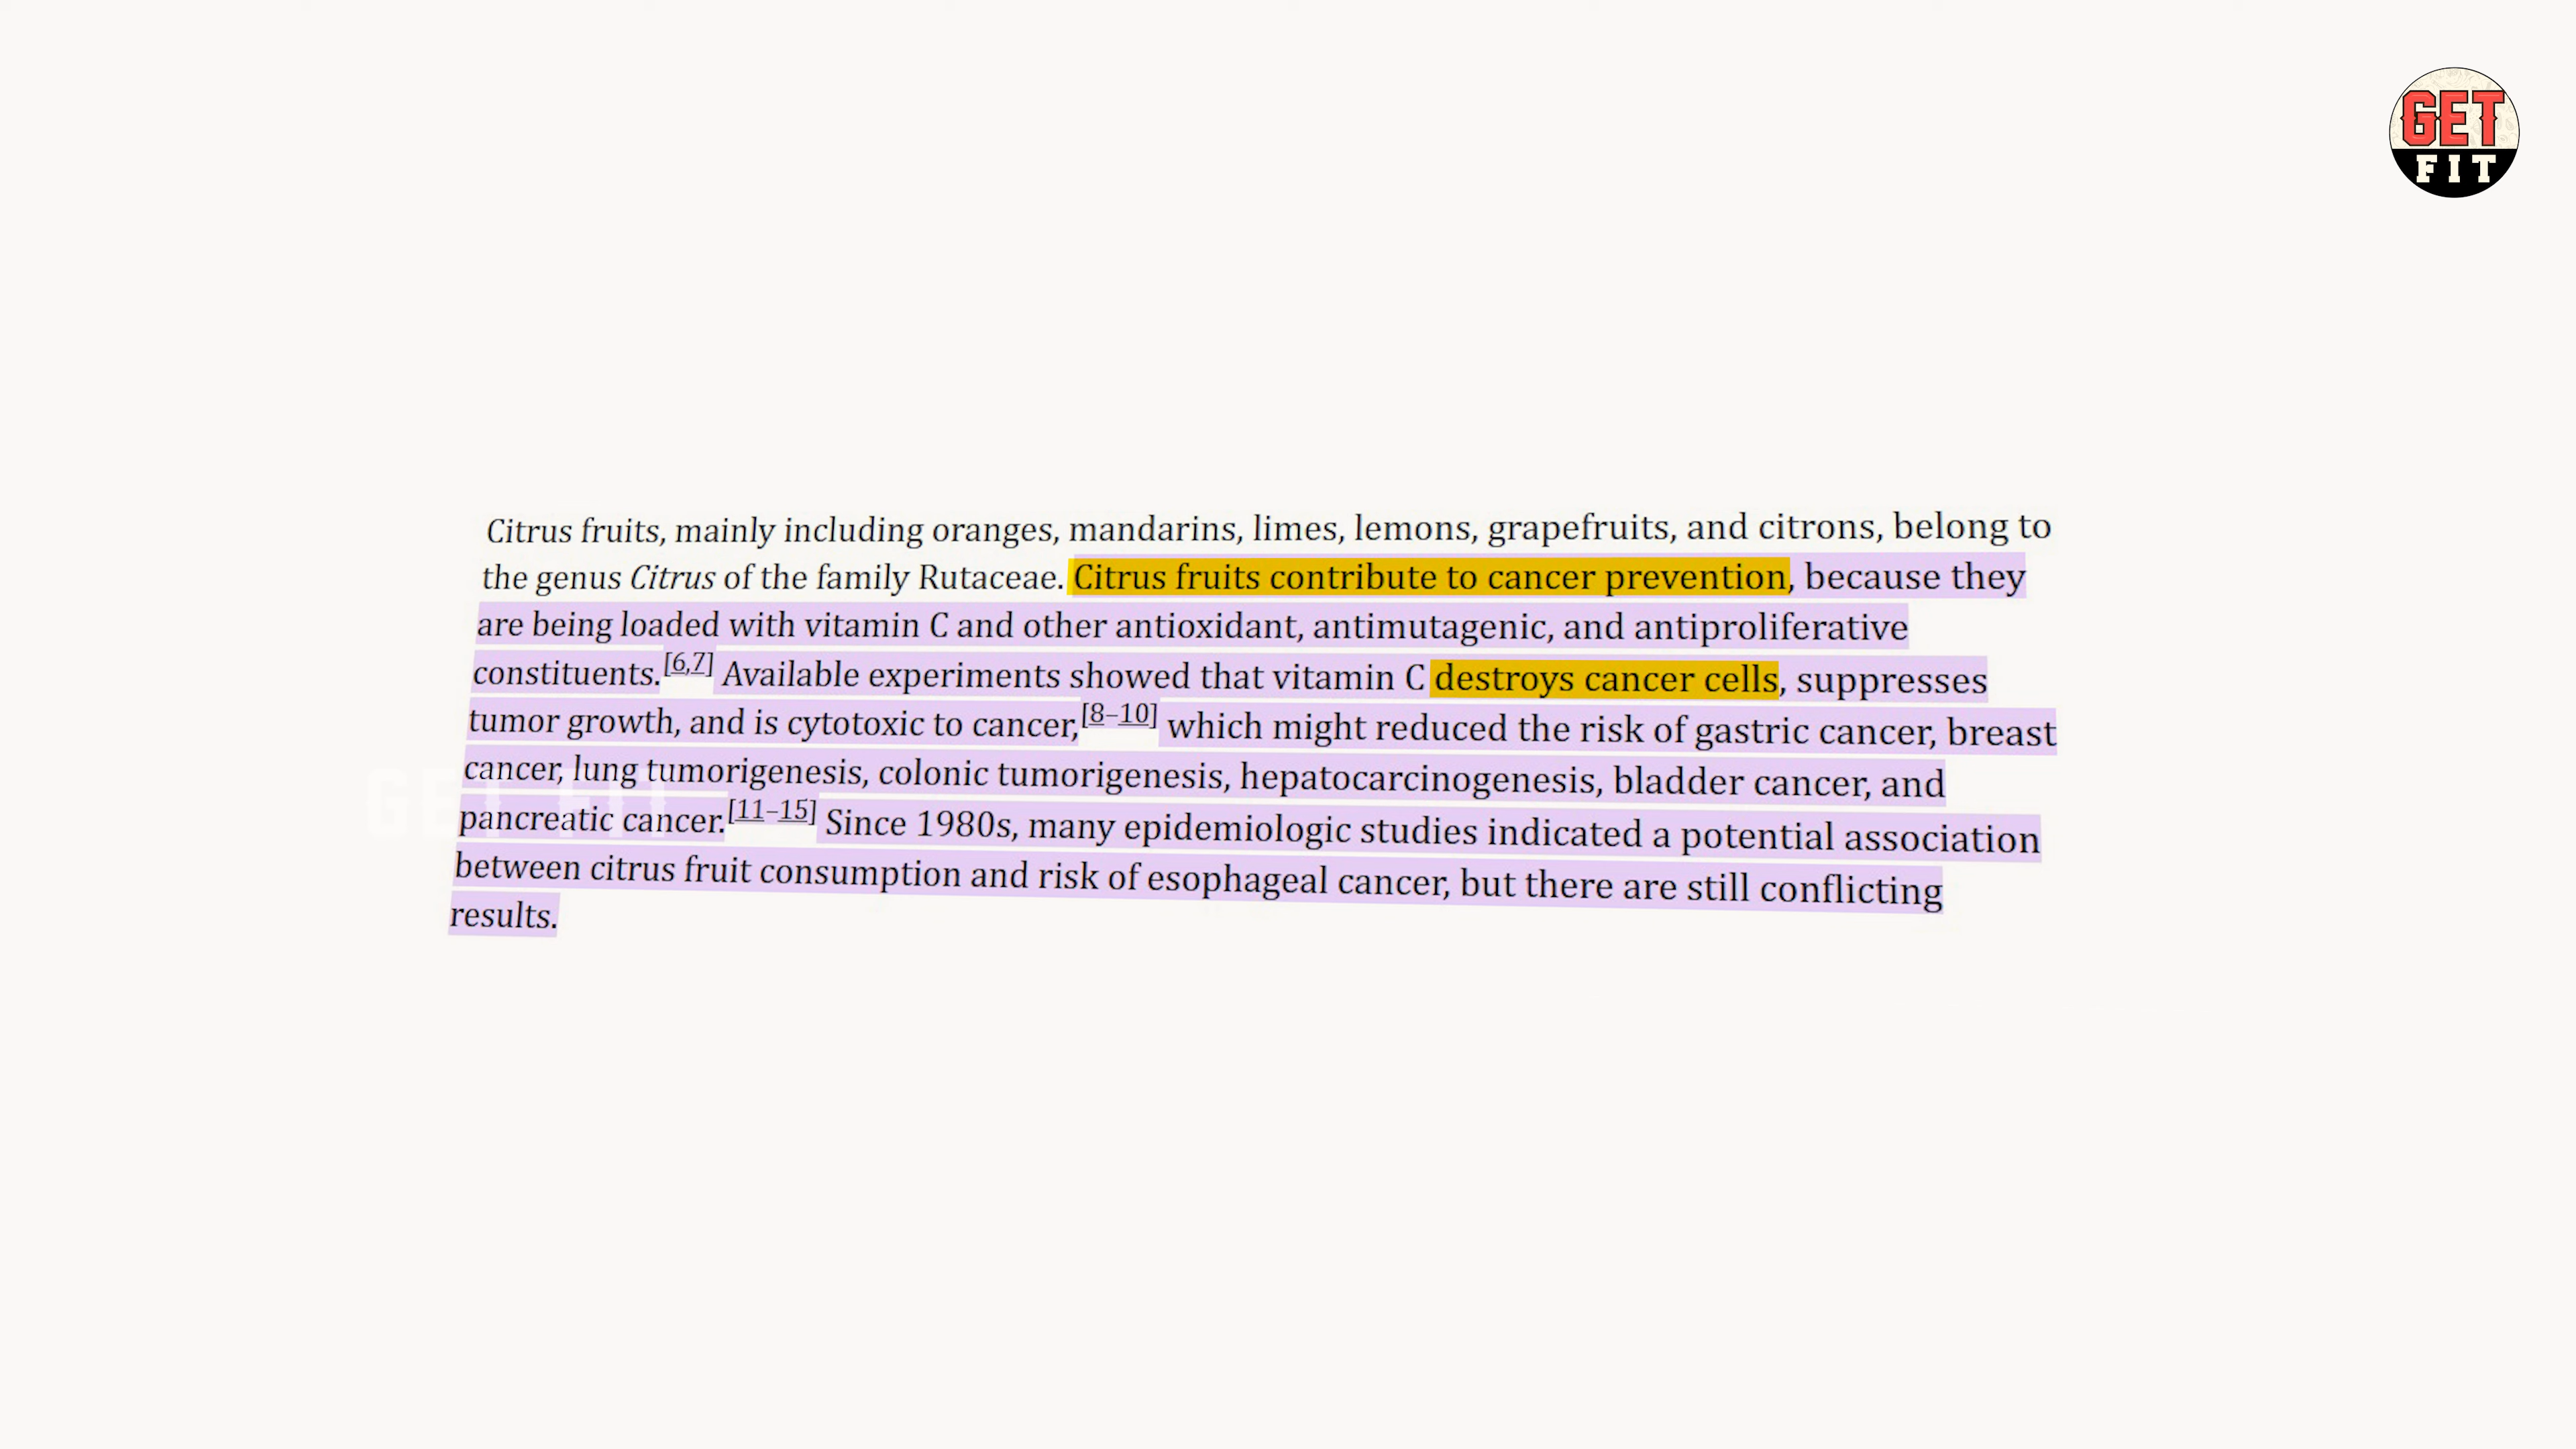 GET
FIT
Citrus fruits, mainly including oranges, mandarins, limes, lemons, grapefruits, and citrons, belong to
the genus Citrus of the family Rutaceae. Citrus fruits contribute to cancer prevention, because they
are being loaded with vitamin C and other antioxidant, antimutagenic, and antiproliferative
constituents.[6,7] Available experiments showed that vitamin C destroys cancer cells, suppresses
tumor growth, and is cytotoxic to cancer,[8–10] which might reduced the risk of gastric cancer, breast
cancer, lung tumorigenesis, colonic tumorigenesis, hepatocarcinogenesis, bladder cancer, and
GET FIT
pancreatic cancer.[11–15] Since 1980s, many epidemiologic studies indicated a potential association
between citrus fruit consumption and risk of esophageal cancer, but there are still conflicting
results.